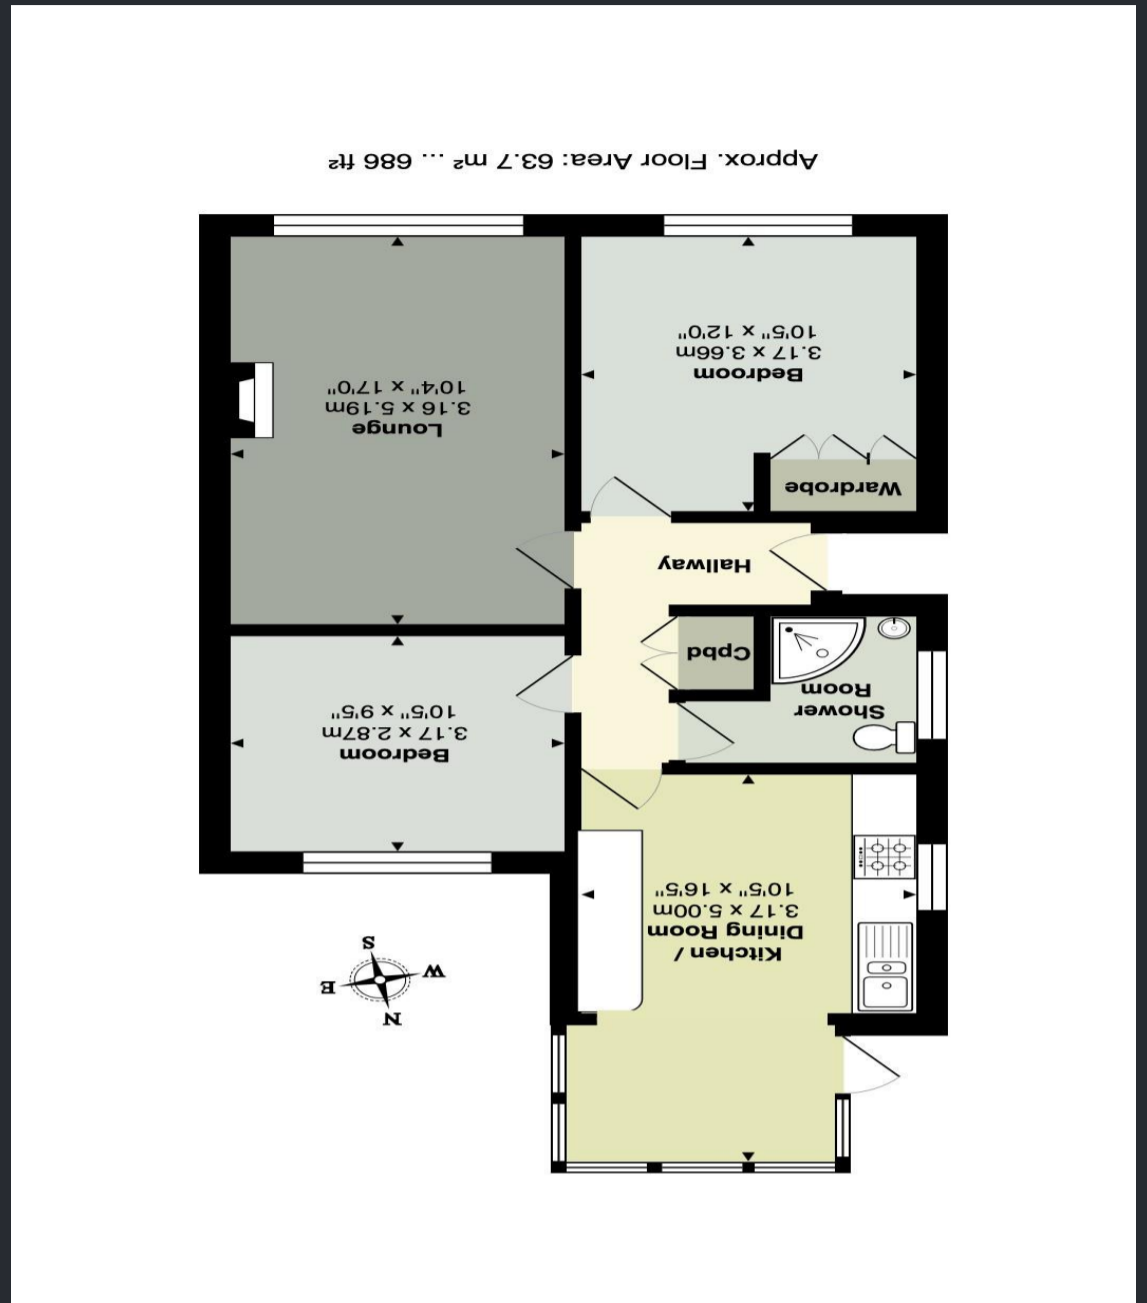 Kitchen /
Dining Room
3.17 x 5.00m
10'5" x 16'5"
N
W
E
S
Bedroom
3.17 x 2.87m
10'5" x 9'5"
Shower
Room
Cpbd
Hallway
Wardrobe
Lounge
3.16 x 5.19m
10'4" x 17'0"
Bedroom
3.17 x 3.66m
10'5" x 12'0"
Approx. Floor Area: 63.7 m² ... 686 ft²